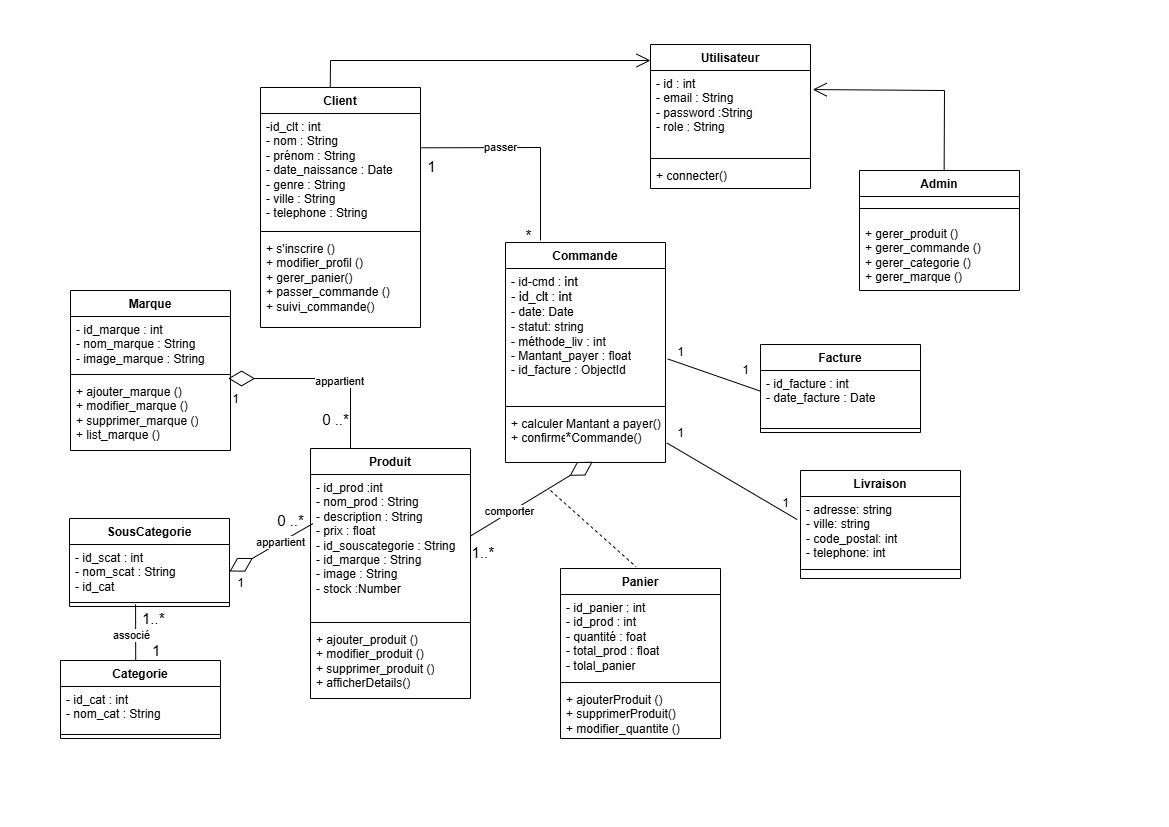 Utilisateur
- id : int
- email : String
- password :String
- role : String
+ connecter()
Client
-id_clt : int
- nom : String
- prénom : String
- date_naissance : Date
- genre : String
- ville : String
- telephone : String
+ s'inscrire ()
+ modifier_profil ()
+ gerer_panier()
+ passer_commande ()
+ suivi_commande()
passer
1
*
Admin
+ gerer_produit ()
+ gerer_commande ()
+ gerer_categorie ()
+ gerer_marque ()
Commande
- id-cmd : int
- id_clt : int
- date: Date
- statut: string
- méthode_liv : int
- Mantant_payer : float
- id_facture : ObjectId
+ calculer Mantant a payer()
+ confirme*Commande()
Marque
- id_marque : int
- nom_marque : String
- image_marque : String
+ ajouter_marque ()
+ modifier_marque ()
+ supprimer_marque ()
+ list_marque ()
appartient
1
0 ..*
1
1
Facture
- id_facture : int
- date_facture : Date
1
1
Livraison
- adresse: string
- ville: string
- code_postal: int
- telephone: int
Produit
- id_prod :int
- nom_prod : String
- description : String
- prix : float
- id_souscategorie : String
- id_marque : String
- image : String
- stock :Number
+ ajouter_produit ()
+ modifier_produit ()
+ supprimer_produit ()
+ afficherDetails()
comporter
1..*
SousCategorie
- id_scat : int
- nom_scat : String
- id_cat
0 ..*
appartient
1
1..*
associé
1
Categorie
- id_cat : int
- nom_cat : String
Panier
- id_panier : int
- id_prod : int
- quantité : foat
- total_prod : float
- tolal_panier
+ ajouterProduit ()
+ supprimerProduit()
+ modifier_quantite ()